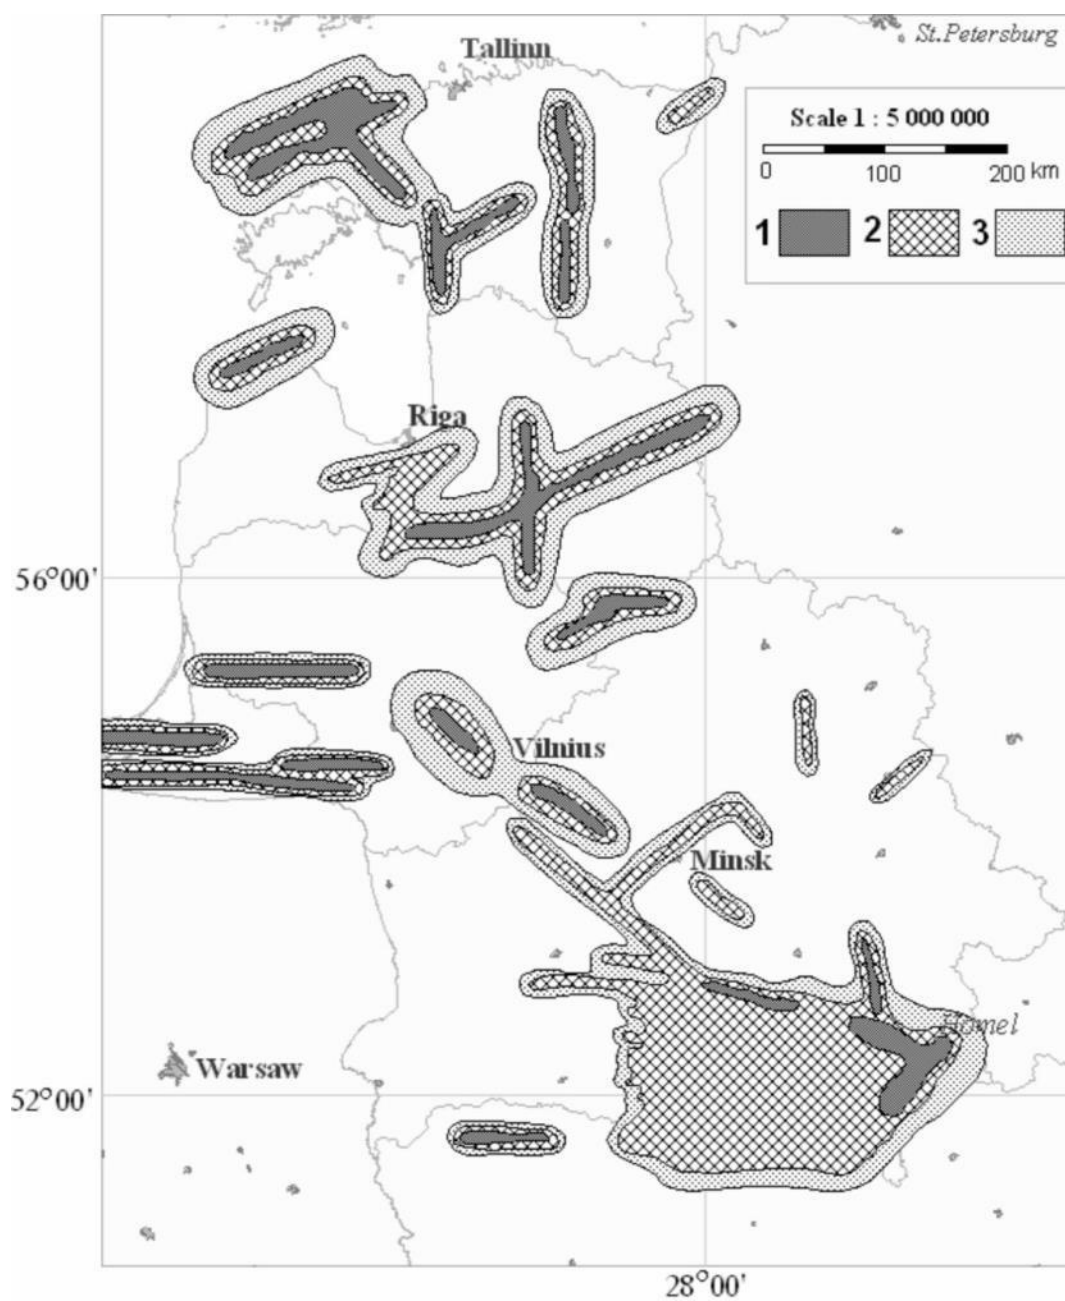 St.Petersburg
Tallinn
Scale 1 : 5 000 000
0 100 200 km
1 2 3
Riga
56°00'
Vilnius
Minsk
Homel
Warsaw
52°00'
28°00'